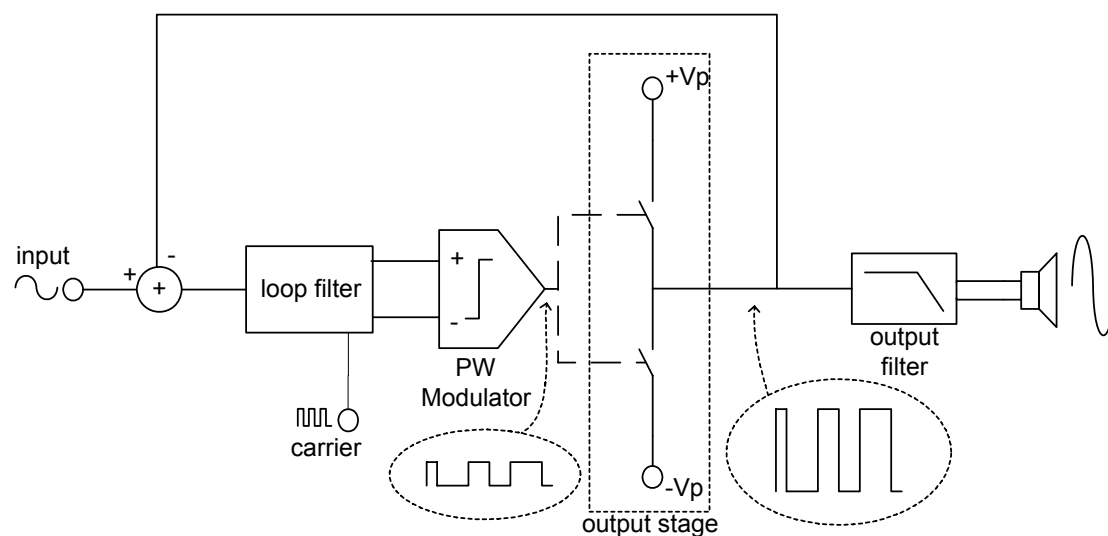 +Vp
input
-
+
+
loop filter
+
-
PW
Modulator
carrier
output
filter
-Vp
output stage